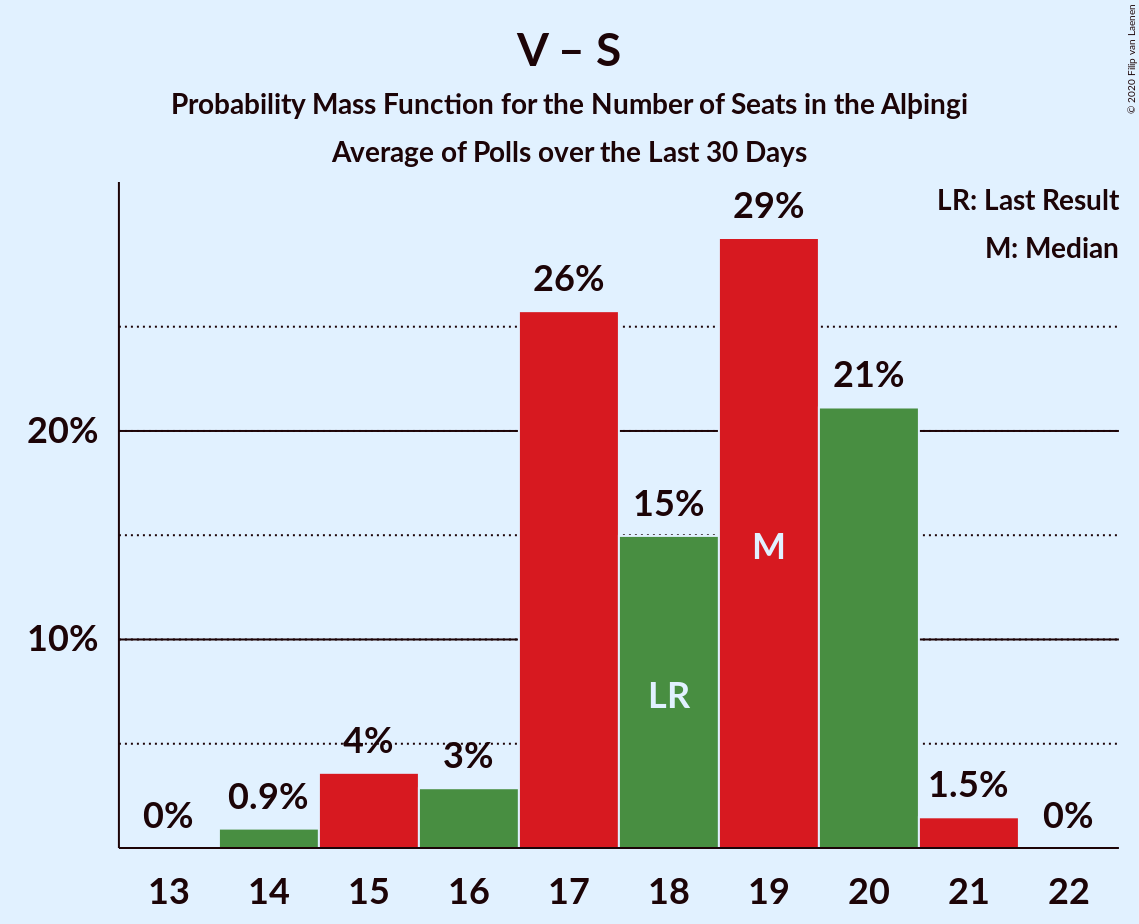 V – S
Probability Mass Function for the Number of Seats in the Alþingi
Average of Polls over the Last 30 Days
© 2020 Filip van Laenen
LR: Last Result
M: Median
20%
10%
0%
0.9%
4%
3%
26%
15%
29%
21%
1.5%
0%
LR
M
13 14 15 16 17 18 19 20 21 22